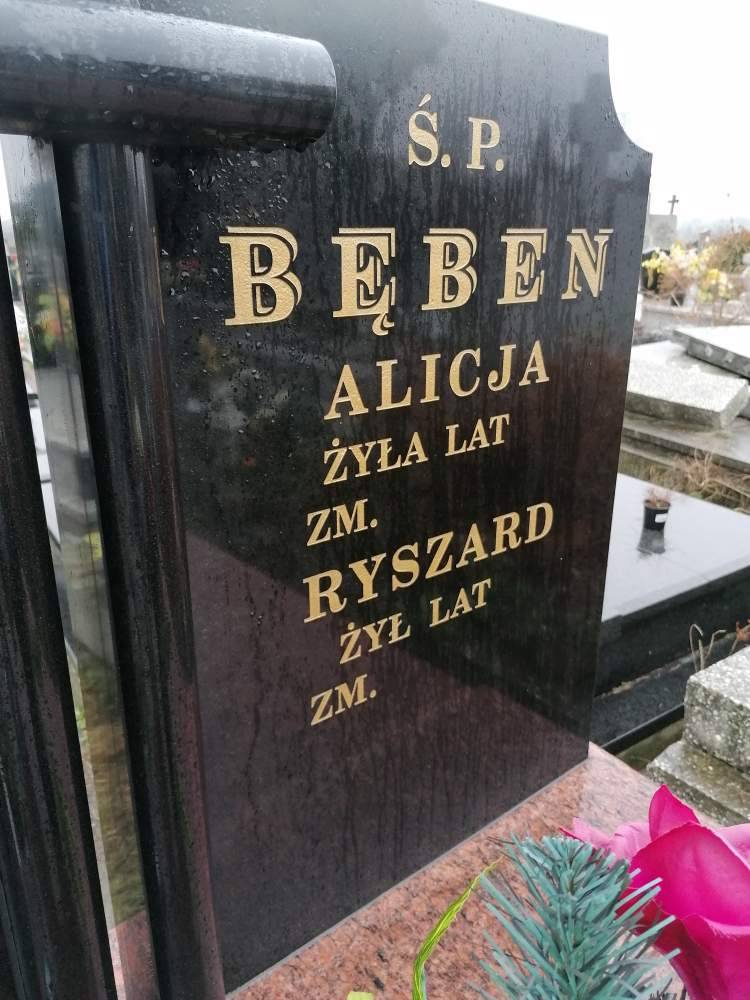 Ś. P.
BĘBEN
ALICJA
ŻYŁA LAT
ZM.
RYSZARD
ŻYŁ LAT
ZM.